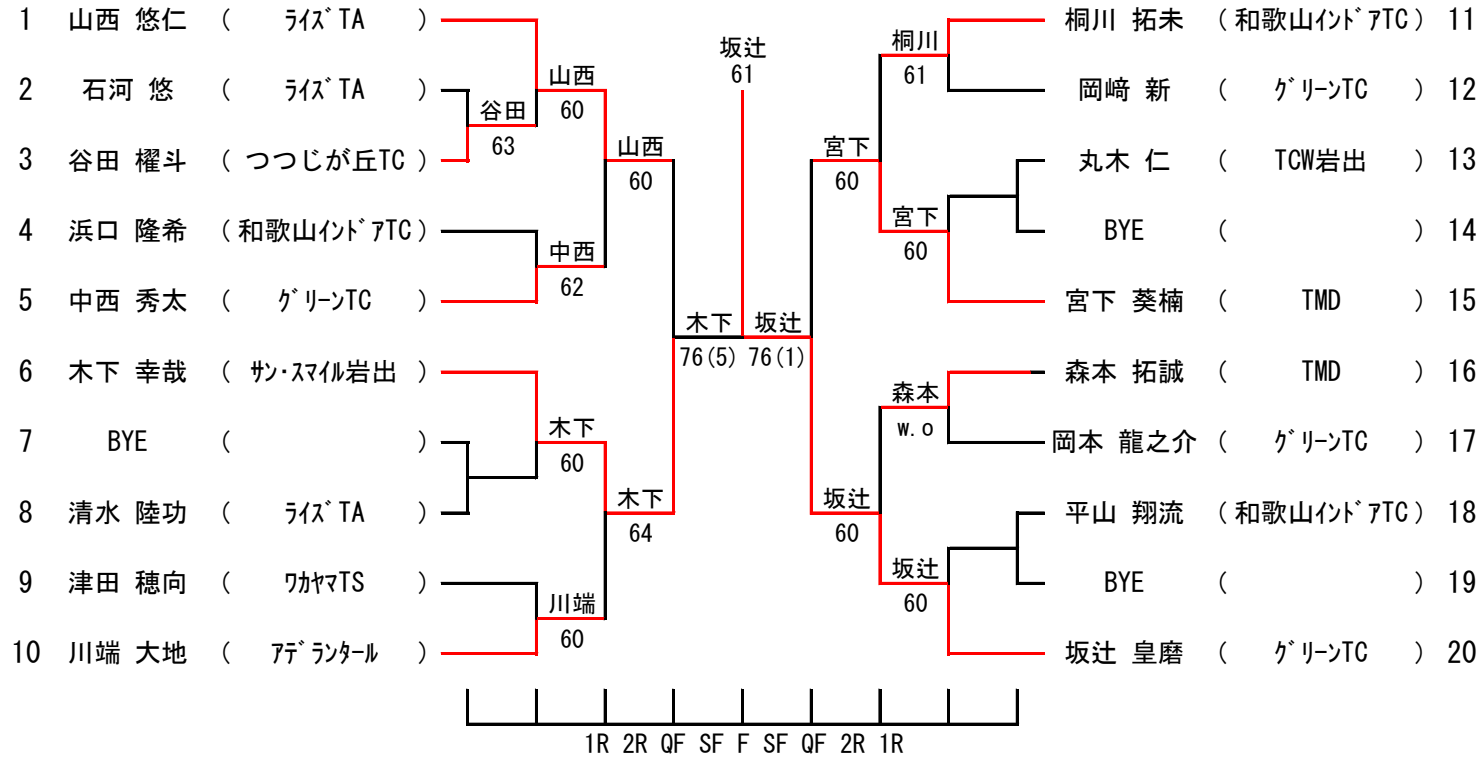 1 山西 悠仁 ( ﾗｲｽﾞTA )
2 石河 悠 ( ﾗｲｽﾞTA )
3 谷田 櫂斗 ( つつじが丘TC )
4 浜口 隆希 ( 和歌山ｲﾝﾄﾞｱTC )
5 中西 秀太 ( ｸﾞﾘｰﾝTC )
6 木下 幸哉 ( ｻﾝ･ｽﾏｲﾙ岩出 )
7 BYE ( )
8 清水 陸功 ( ﾗｲｽﾞTA )
9 津田 穂向 ( ﾜｶﾔﾏTS )
10 川端 大地 ( ｱﾃﾞﾗﾝﾀｰﾙ )
谷田
63
山西
60
中西
62
木下
60
川端
60
山西
60
木下
64
木下
76(5)
坂辻
61
坂辻
76(1)
宮下
60
坂辻
60
桐川
61
宮下
60
森本
w.o
坂辻
60
桐川 拓未 ( 和歌山ｲﾝﾄﾞｱTC ) 11
岡﨑 新 ( ｸﾞﾘｰﾝTC ) 12
丸木 仁 ( TCW岩出 ) 13
BYE ( ) 14
宮下 葵楠 ( TMD ) 15
森本 拓誠 ( TMD ) 16
岡本 龍之介 ( ｸﾞﾘｰﾝTC ) 17
平山 翔流 ( 和歌山ｲﾝﾄﾞｱTC ) 18
BYE ( ) 19
坂辻 皇磨 ( ｸﾞﾘｰﾝTC ) 20
1R 2R QF SF F SF QF 2R 1R